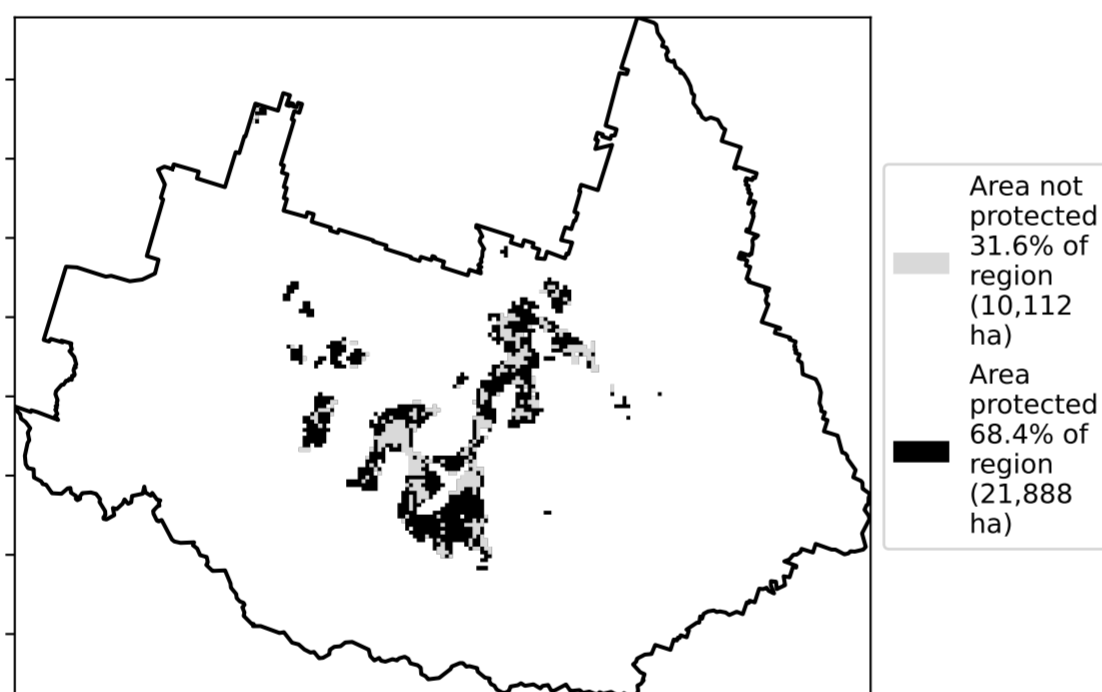 Area not
protected
31.6% of
region
(10,112
ha)
Area
protected
68.4% of
region
(21,888
ha)